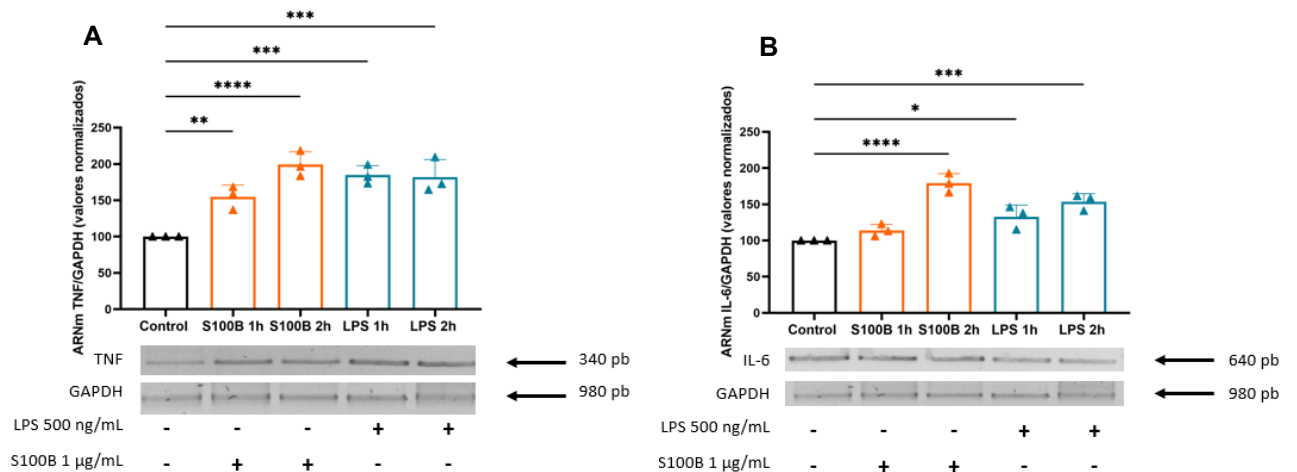 A
***
***
****
**
ARNm TNF/GAPDH (valores normalizados)
250
200
150
100
50
0
Control S100B 1h S100B 2h LPS 1h LPS 2h
TNF 340 pb
GAPDH 980 pb
LPS 500 ng/mL - - - + +
S100B 1 µg/mL - + + - -
B
***
*
****
ARNm IL-6/GAPDH (valores normalizados)
250
200
150
100
50
0
Control S100B 1h S100B 2h LPS 1h LPS 2h
IL-6 640 pb
GAPDH 980 pb
LPS 500 ng/mL - - - + +
S100B 1 µg/mL - + + - -